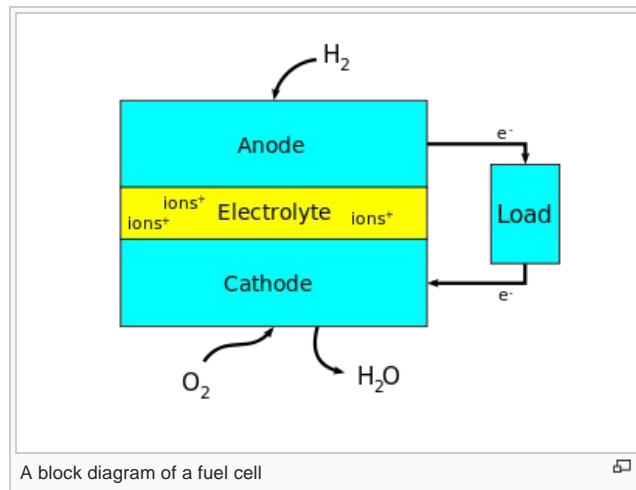 H₂
Anode
e⁻
ions⁺
ions⁺ Electrolyte ions⁺
Load
Cathode
e⁻
O₂
H₂O
A block diagram of a fuel cell